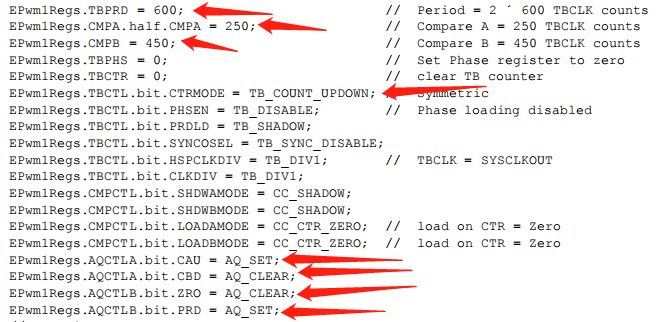 EPwm1Regs.TBPRD = 600; // Period = 2 ´ 600 TBCLK counts
EPwm1Regs.CMPA.half.CMPA = 250; // Compare A = 250 TBCLK counts
EPwm1Regs.CMPB = 450; // Compare B = 450 TBCLK counts
EPwm1Regs.TBPHS = 0; // Set Phase register to zero
EPwm1Regs.TBCTR = 0; // clear TB counter
EPwm1Regs.TBCTL.bit.CTRMODE = TB_COUNT_UPDOWN; // Symmetric
EPwm1Regs.TBCTL.bit.PHSEN = TB_DISABLE; // Phase loading disabled
EPwm1Regs.TBCTL.bit.PRDLD = TB_SHADOW;
EPwm1Regs.TBCTL.bit.SYNCOSEL = TB_SYNC_DISABLE;
EPwm1Regs.TBCTL.bit.HSPCLKDIV = TB_DIV1; // TBCLK = SYSCLKOUT
EPwm1Regs.TBCTL.bit.CLKDIV = TB_DIV1;
EPwm1Regs.CMPCTL.bit.SHDWAMODE = CC_SHADOW;
EPwm1Regs.CMPCTL.bit.SHDWBMODE = CC_SHADOW;
EPwm1Regs.CMPCTL.bit.LOADAMODE = CC_CTR_ZERO; // load on CTR = Zero
EPwm1Regs.CMPCTL.bit.LOADBMODE = CC_CTR_ZERO; // load on CTR = Zero
EPwm1Regs.AQCTLA.bit.CAU = AQ_SET;
EPwm1Regs.AQCTLA.bit.CBD = AQ_CLEAR;
EPwm1Regs.AQCTLB.bit.ZRO = AQ_CLEAR;
EPwm1Regs.AQCTLB.bit.PRD = AQ_SET;